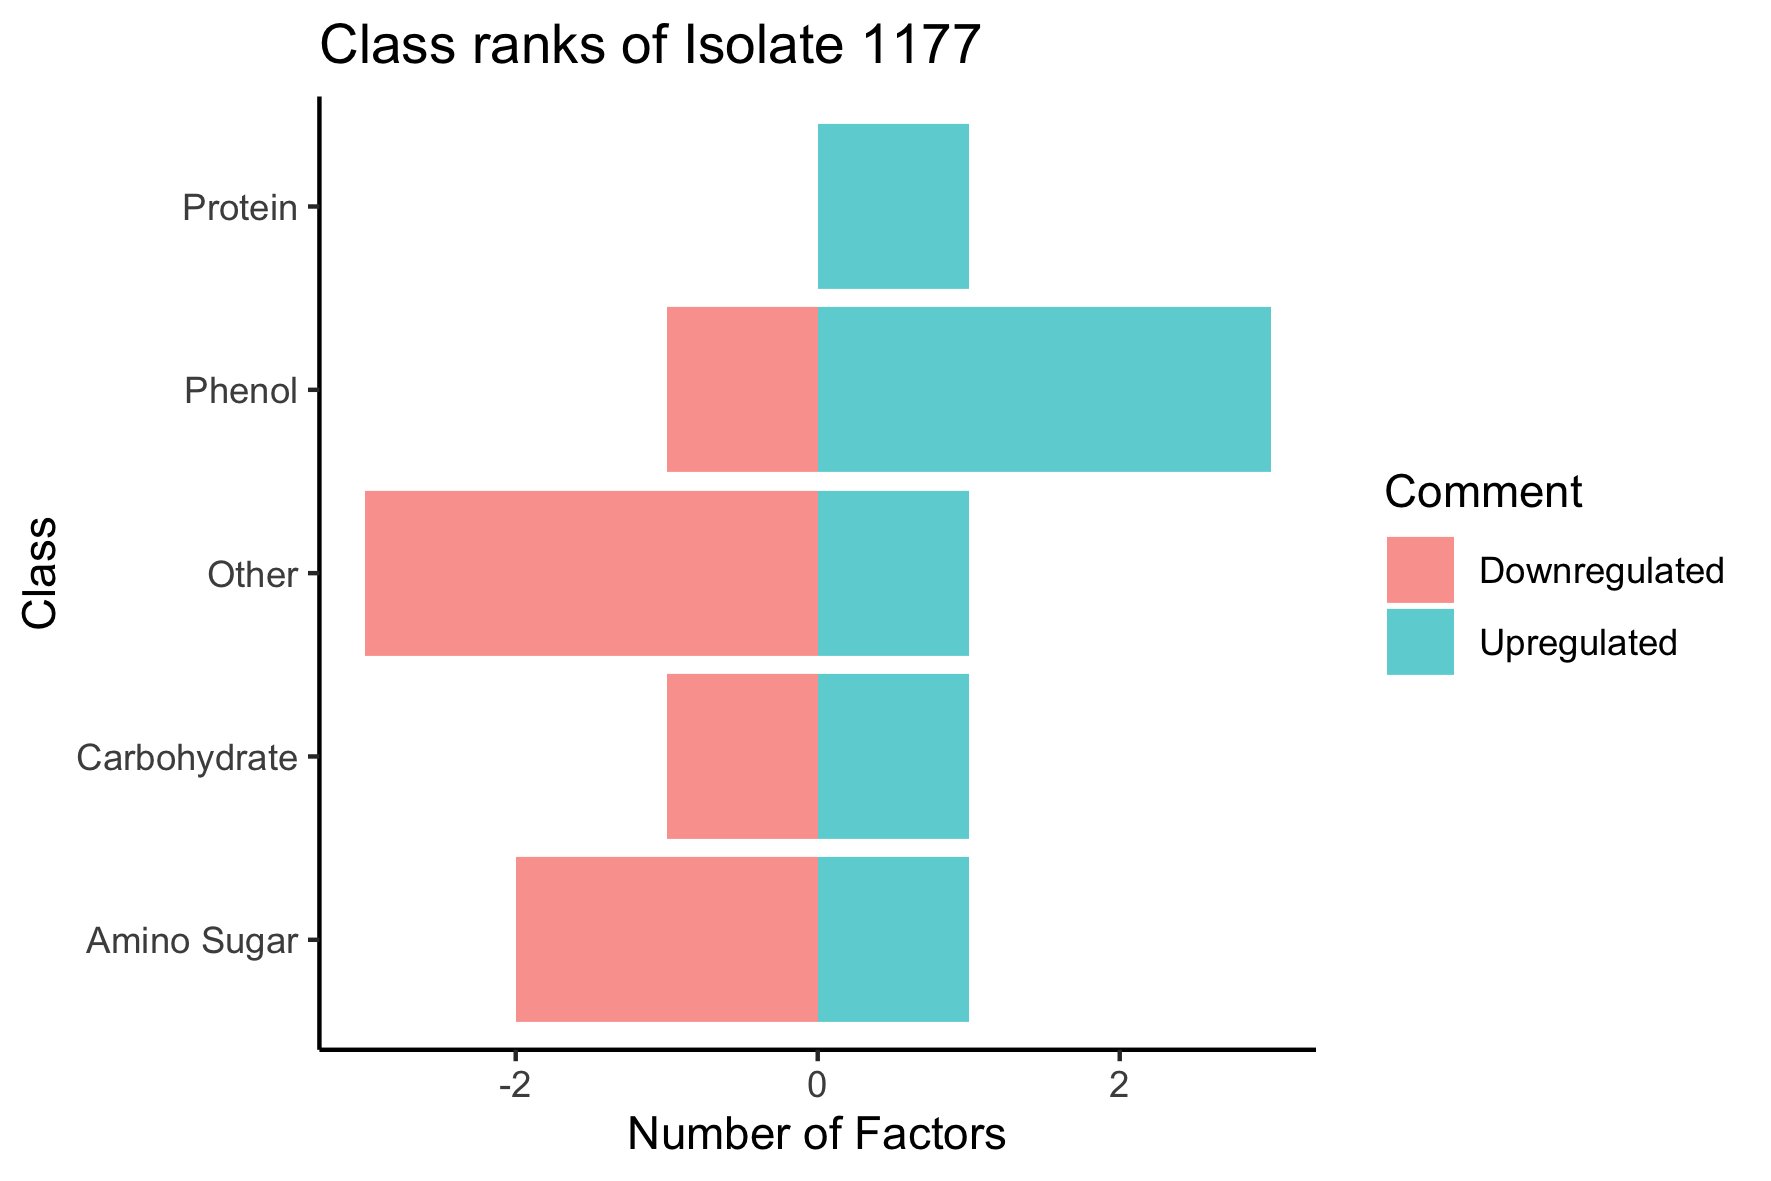 Class ranks of Isolate 1177
Protein
Phenol
Other
Carbohydrate
Amino Sugar
Class
-2 0 2
Number of Factors
Comment
Downregulated
Upregulated